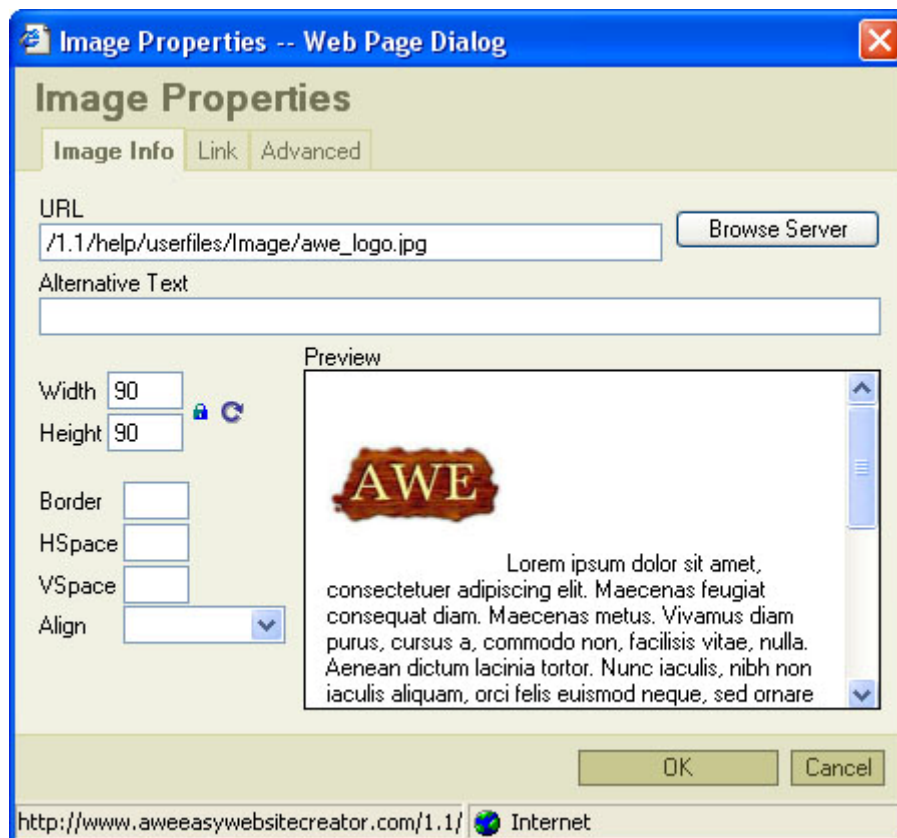 Image Properties -- Web Page Dialog
Image Properties
Image Info Link Advanced
URL
/1.1/help/userfiles/Image/awe_logo.jpg
Browse Server
Alternative Text
Preview
Width 90
Height 90
Border
HSpace
VSpace
Align
AWE
Lorem ipsum dolor sit amet,
consectetuer adipiscing elit. Maecenas feugiat
consequat diam. Maecenas metus. Vivamus diam
purus, cursus a, commodo non, facilisis vitae, nulla.
Aenean dictum lacinia tortor. Nunc iaculis, nibh non
iaculis aliquam, orci felis euismod neque, sed ornare
OK Cancel
http://www.aweeasywebsitecreator.com/1.1/ Internet